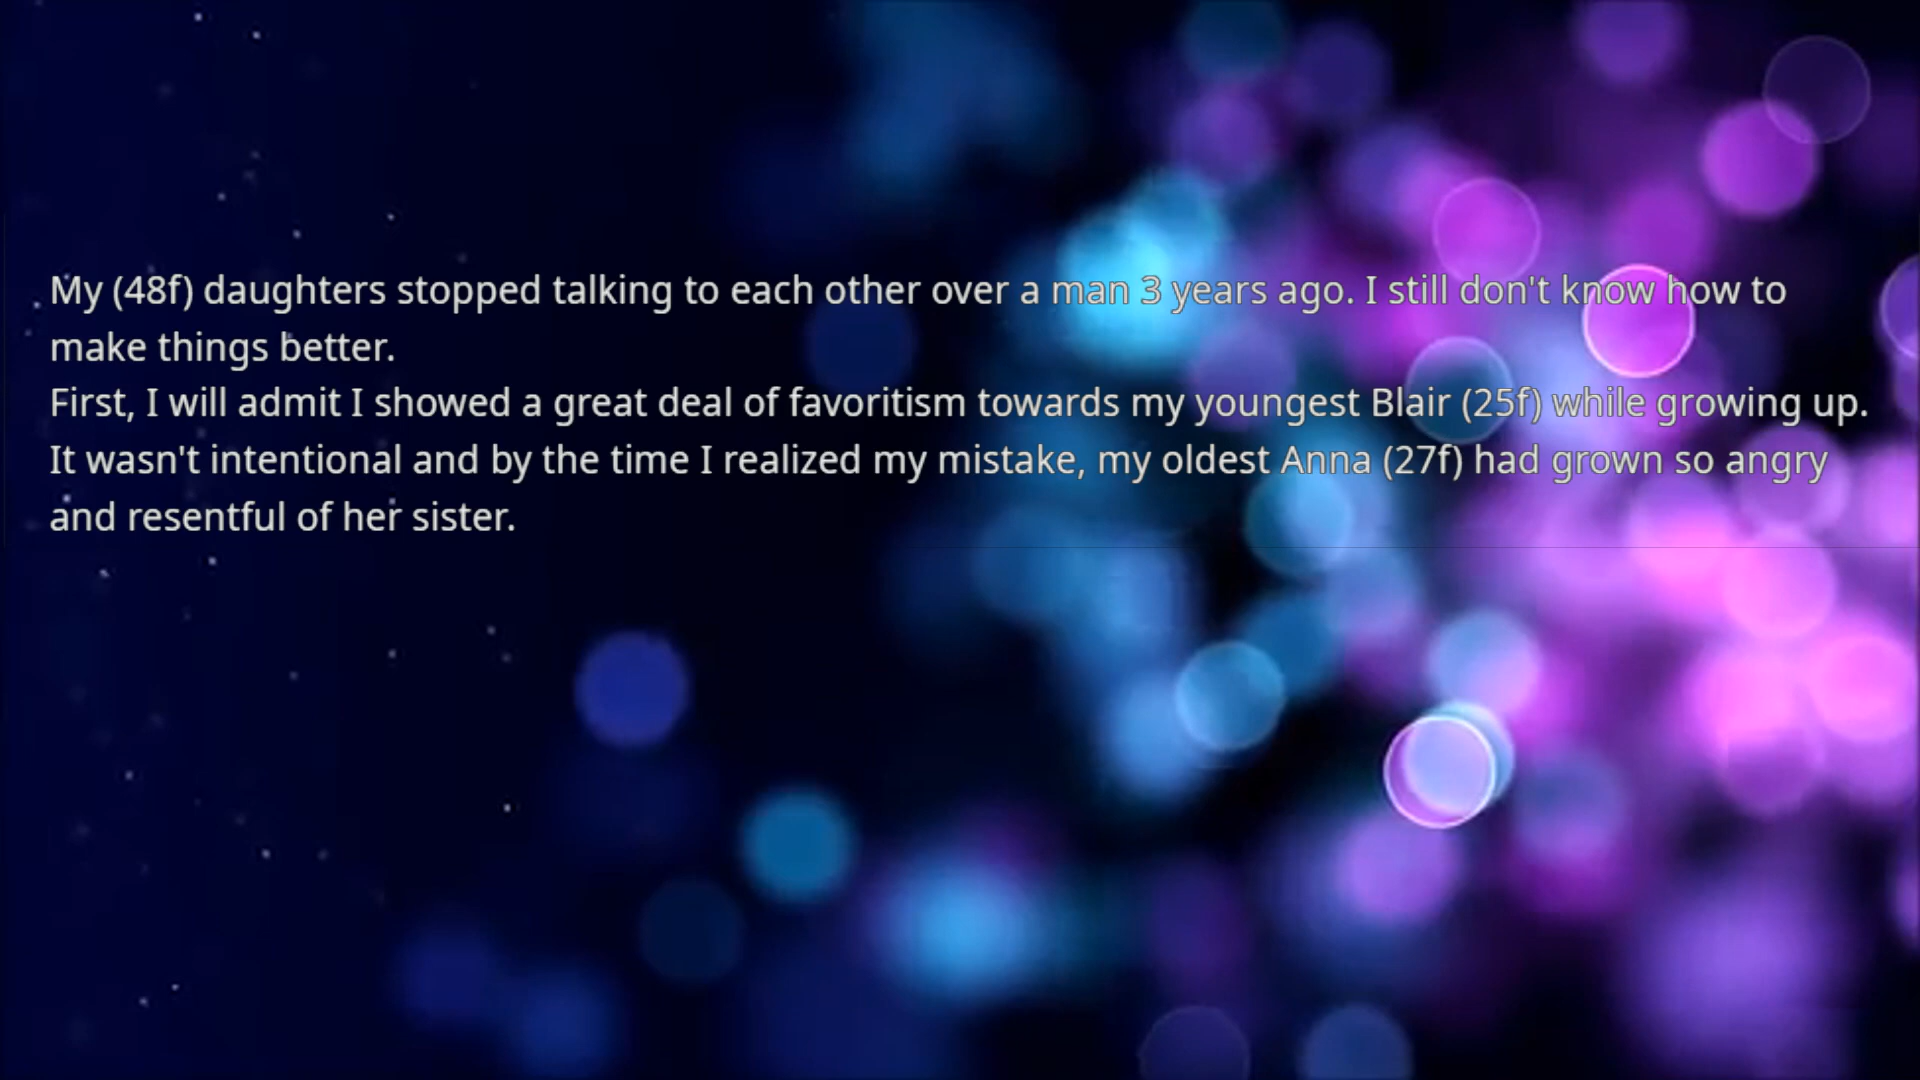 My (48f) daughters stopped talking to each other over a man 3 years ago. I still don't know how to
make things better.
First, I will admit I showed a great deal of favoritism towards my youngest Blair (25f) while growing up.
It wasn't intentional and by the time I realized my mistake, my oldest Anna (27f) had grown so angry
and resentful of her sister.